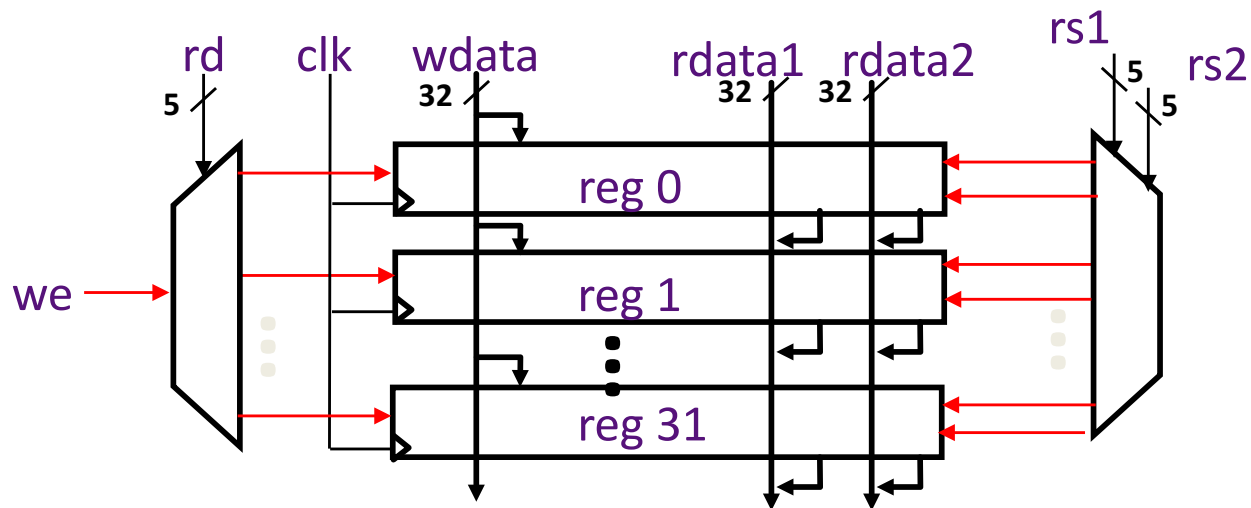 rd
clk
wdata
rdata1
rdata2
rs1
rs2
5
32
32
32
5
5
reg 0
we
reg 1
reg 31